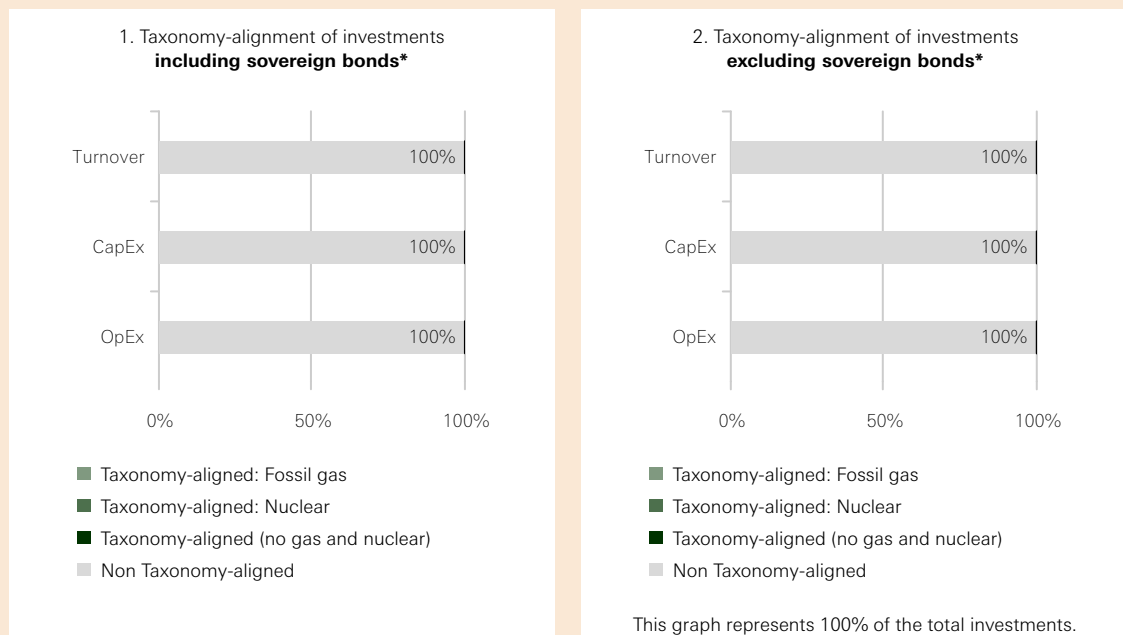 1. Taxonomy-alignment of investments
including sovereign bonds*
Turnover
100%
CapEx
100%
OpEx
100%
0%
50%
100%
Taxonomy-aligned: Fossil gas
Taxonomy-aligned: Nuclear
Taxonomy-aligned (no gas and nuclear)
Non Taxonomy-aligned
2. Taxonomy-alignment of investments
excluding sovereign bonds*
Turnover
100%
CapEx
100%
OpEx
100%
0%
50%
100%
Taxonomy-aligned: Fossil gas
Taxonomy-aligned: Nuclear
Taxonomy-aligned (no gas and nuclear)
Non Taxonomy-aligned
This graph represents 100% of the total investments.